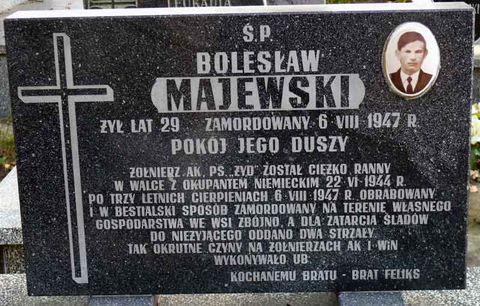 LEOKADIA
Ś.P.
BOLESŁAW
MAJEWSKI
ŻYŁ LAT 29 ZAMORDOWANY 6 VIII 1947 R.
POKÓJ JEGO DUSZY
ŻOŁNIERZ AK, PS. „ŻYD” ZOSTAŁ CIĘŻKO RANNY
W WALCE Z OKUPANTEM NIEMIECKIM 22-VI-1944 R.
PO TRZY LETNICH CIERPIENIACH 6 VIII 1947 R. OBRABOWANY
I W BESTIALSKI SPOSÓB ZAMORDOWANY NA TERENIE WŁASNEGO
GOSPODARSTWA WE WSI ZBÓJNO, A DLA ZATARCIA ŚLADÓW
DO NIEŻYJĄCEGO ODDANO DWA STRZAŁY.
TAK OKRUTNE CZYNY NA ŻOŁNIERZACH AK I WiN
WYKONYWAŁO UB.
KOCHANEMU BRATU - BRAT FELIKS